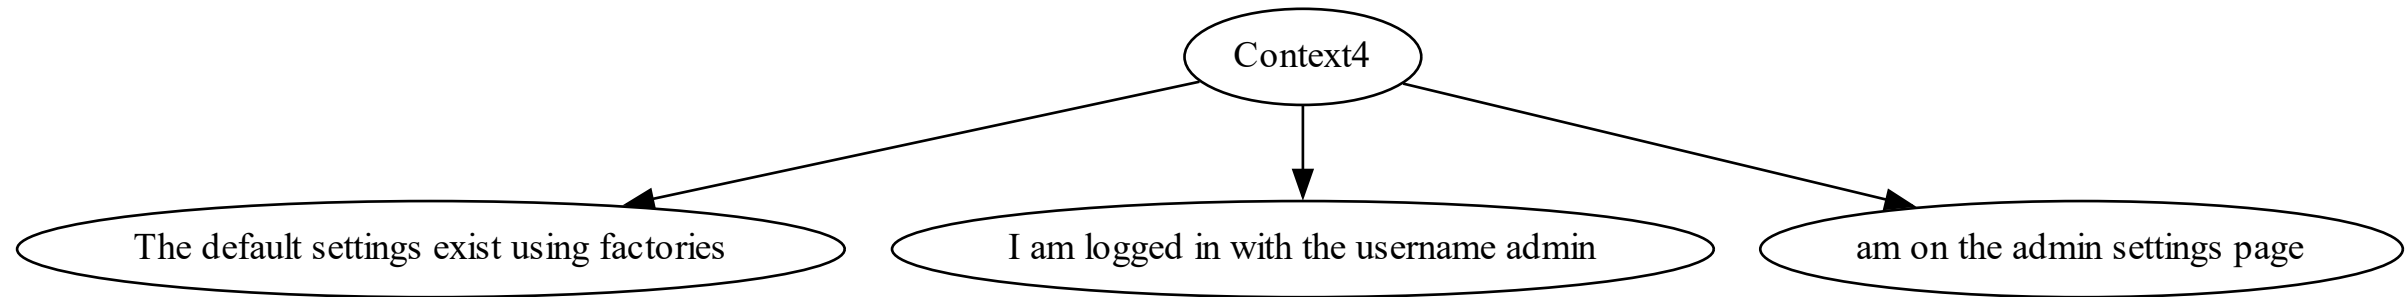 Context4
The default settings exist using factories
I am logged in with the username admin
am on the admin settings page